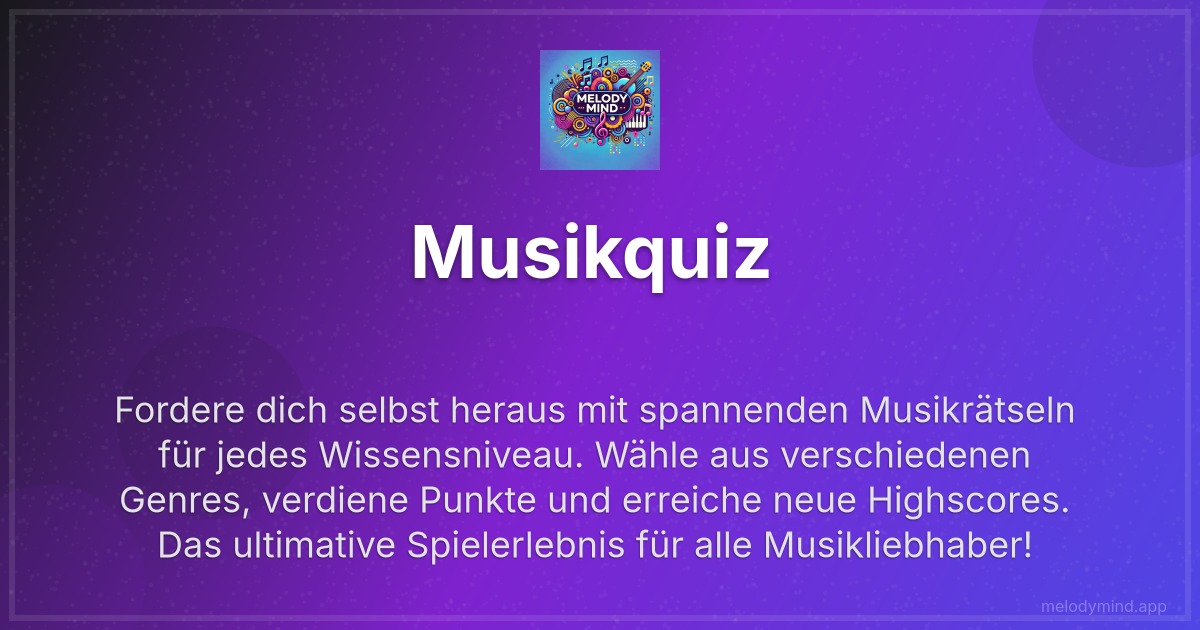 MELODY
MIND
Musikquiz
Fordere dich selbst heraus mit spannenden Musikrätseln
für jedes Wissensniveau. Wähle aus verschiedenen
Genres, verdiene Punkte und erreiche neue Highscores.
Das ultimative Spielerlebnis für alle Musikliebhaber!
melodymind.app